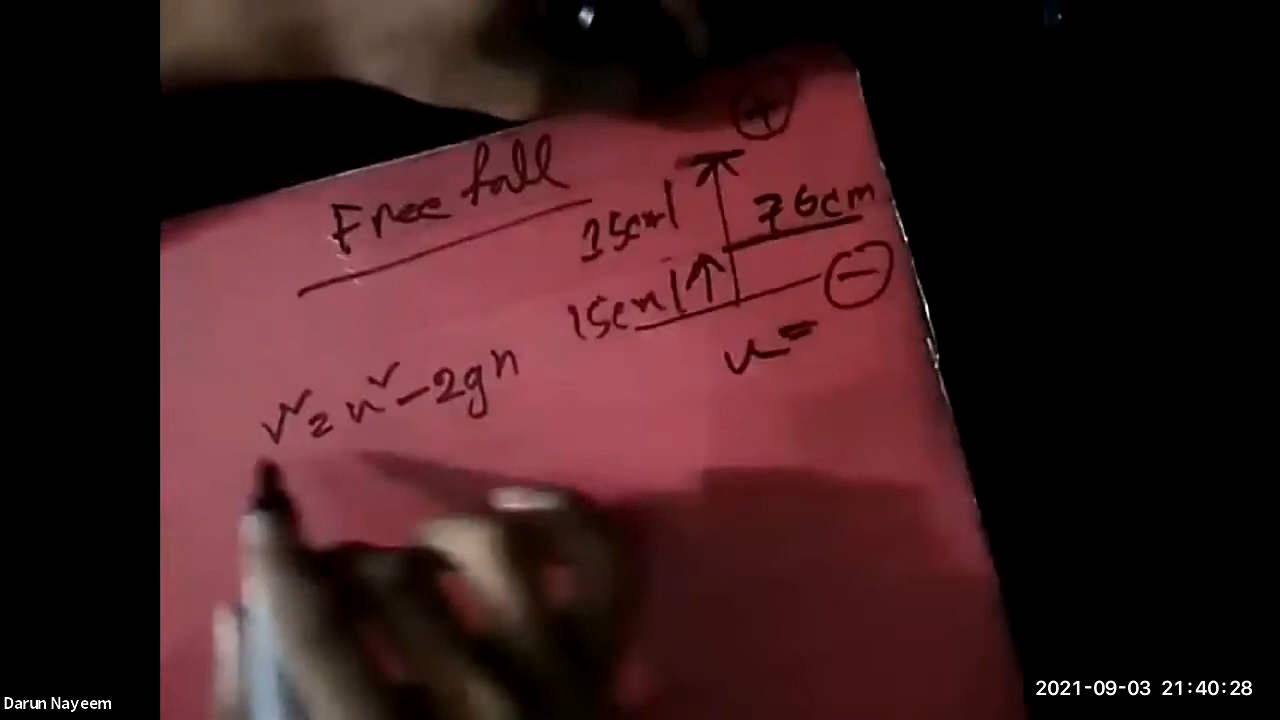 Free fall
+
15cm
76cm
15cm
−
u=
v²=u²-2gh
Darun Nayeem
2021-09-03 21:40:28